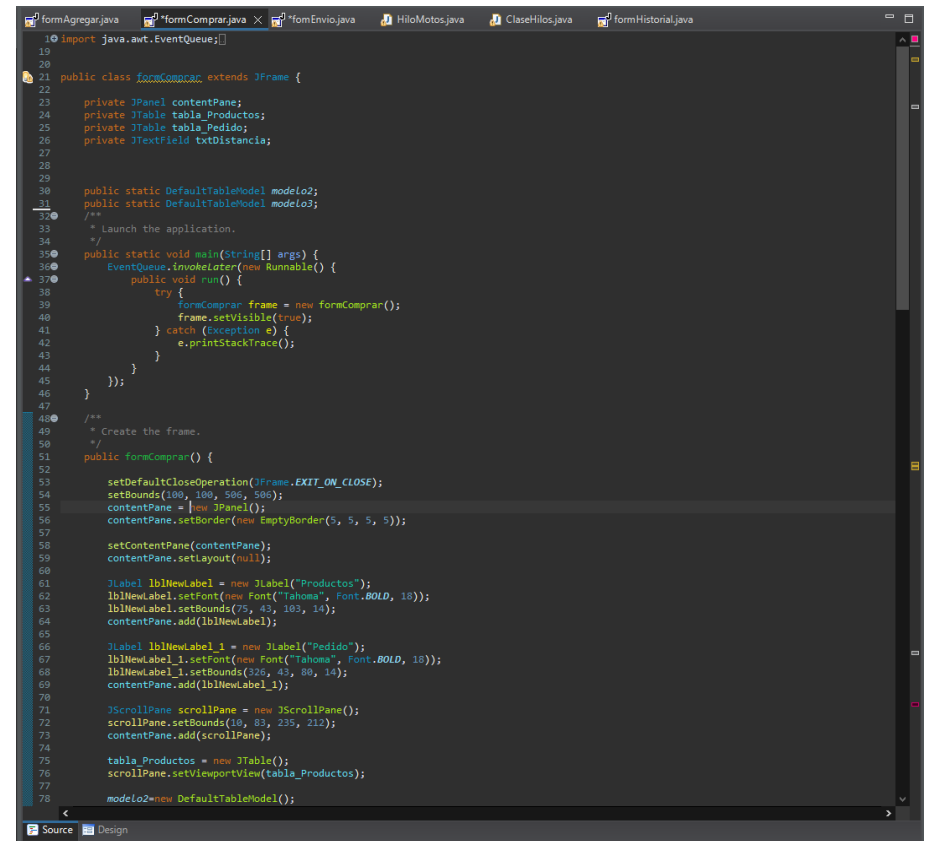 formAgregar.java *formComprar.java *fomEnvio.java HiloMotos.java ClaseHilos.java formHistorial.java
1 import java.awt.EventQueue;
19
20
21 public class formComprar extends JFrame {
22
23 private JPanel contentPane;
24 private JTable tabla_Productos;
25 private JTable tabla_Pedido;
26 private JTextField txtDistancia;
27
28
29
30 public static DefaultTableModel modelo2;
31 public static DefaultTableModel modelo3;
32 /**
33 * Launch the application.
34 */
35 public static void main(String[] args) {
36 EventQueue.invokeLater(new Runnable() {
37 public void run() {
38 try {
39 formComprar frame = new formComprar();
40 frame.setVisible(true);
41 } catch (Exception e) {
42 e.printStackTrace();
43 }
44 }
45 });
46 }
47
48 /**
49 * Create the frame.
50 */
51 public formComprar() {
52
53 setDefaultCloseOperation(JFrame.EXIT_ON_CLOSE);
54 setBounds(100, 100, 506, 506);
55 contentPane = new JPanel();
56 contentPane.setBorder(new EmptyBorder(5, 5, 5, 5));
57
58 setContentPane(contentPane);
59 contentPane.setLayout(null);
60
61 JLabel lblNewLabel = new JLabel("Productos");
62 lblNewLabel.setFont(new Font("Tahoma", Font.BOLD, 18));
63 lblNewLabel.setBounds(75, 43, 103, 14);
64 contentPane.add(lblNewLabel);
65
66 JLabel lblNewLabel_1 = new JLabel("Pedido");
67 lblNewLabel_1.setFont(new Font("Tahoma", Font.BOLD, 18));
68 lblNewLabel_1.setBounds(326, 43, 80, 14);
69 contentPane.add(lblNewLabel_1);
70
71 JScrollPane scrollPane = new JScrollPane();
72 scrollPane.setBounds(10, 83, 235, 212);
73 contentPane.add(scrollPane);
74
75 tabla_Productos = new JTable();
76 scrollPane.setViewportView(tabla_Productos);
77
78 modelo2=new DefaultTableModel();
Source Design